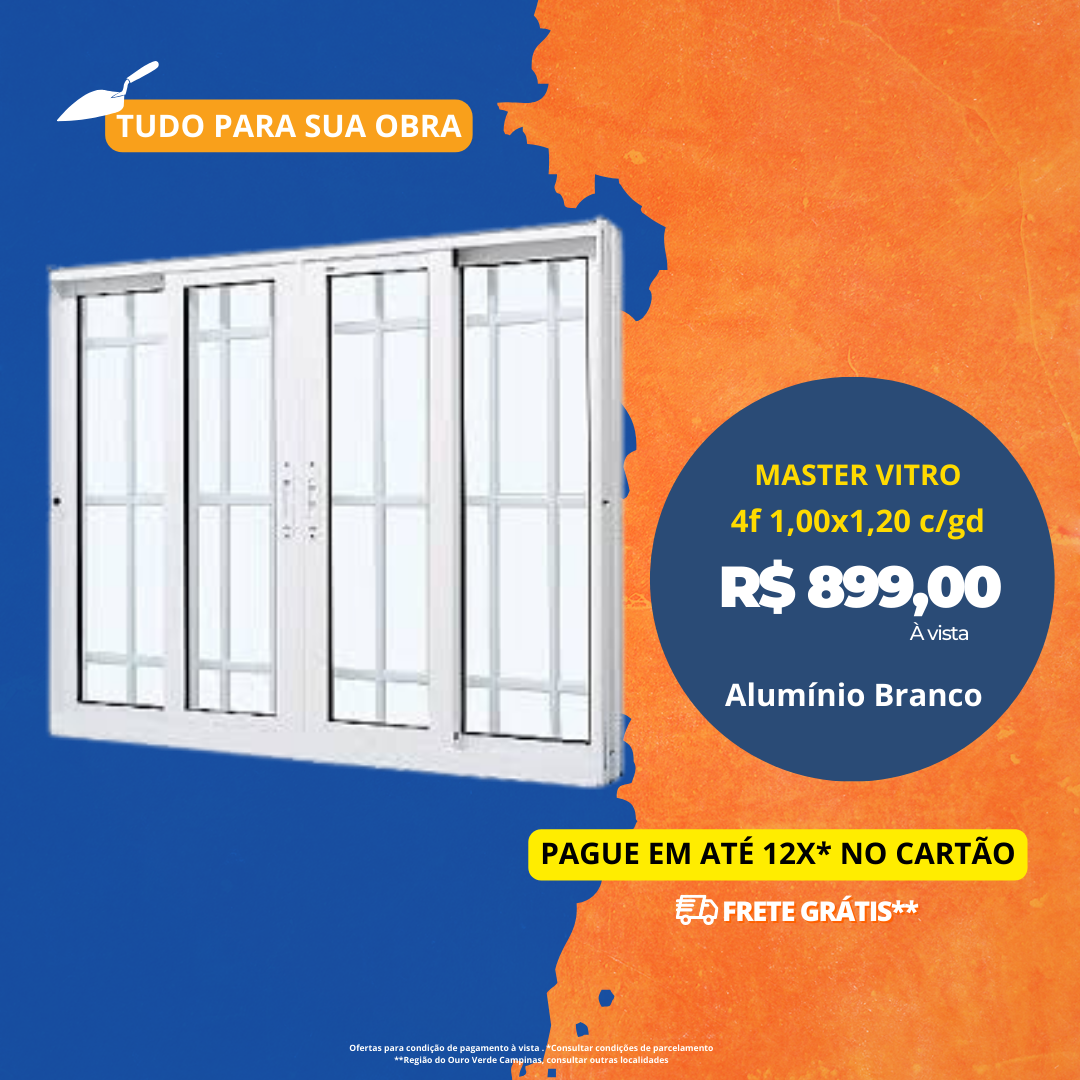 TUDO PARA SUA OBRA
MASTER VITRO
4f 1,00x1,20 c/gd
R$ 899,00
À vista
Alumínio Branco
PAGUE EM ATÉ 12X* NO CARTÃO
FRETE GRÁTIS**
Ofertas para condição de pagamento à vista . *Consultar condições de parcelamento
**Região do Ouro Verde Campinas, consultar outras localidades